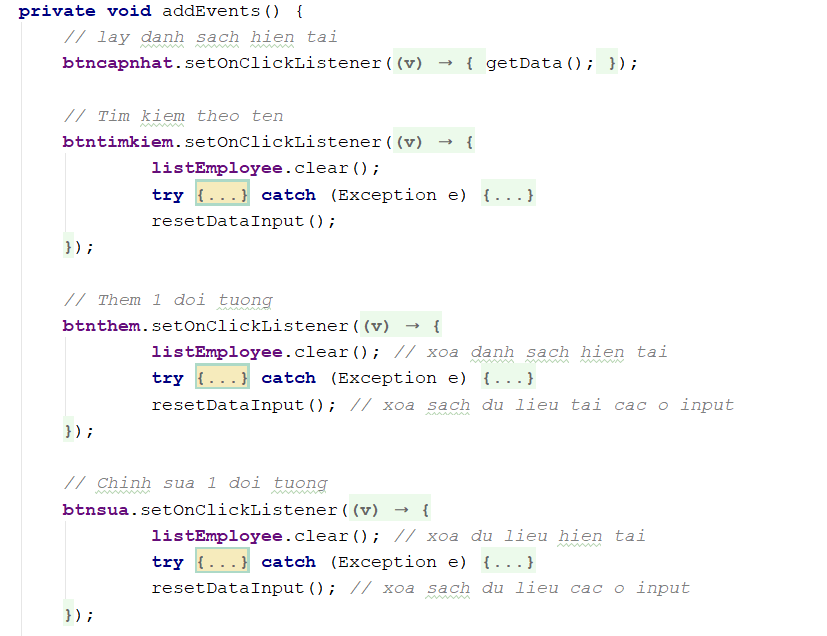 private void addEvents() {
// lay danh sach hien tai
btncapnhat.setOnClickListener((v) → { getData(); });
// Tim kiem theo ten
btntimkiem.setOnClickListener((v) → {
listEmployee.clear();
try {...} catch (Exception e) {...}
resetDataInput();
});
// Them 1 doi tuong
btnthem.setOnClickListener((v) → {
listEmployee.clear(); // xoa danh sach hien tai
try {...} catch (Exception e) {...}
resetDataInput(); // xoa sach du lieu tai cac o input
});
// Chinh sua 1 doi tuong
btnsua.setOnClickListener((v) → {
listEmployee.clear(); // xoa du lieu hien tai
try {...} catch (Exception e) {...}
resetDataInput(); // xoa sach du lieu cac o input
});